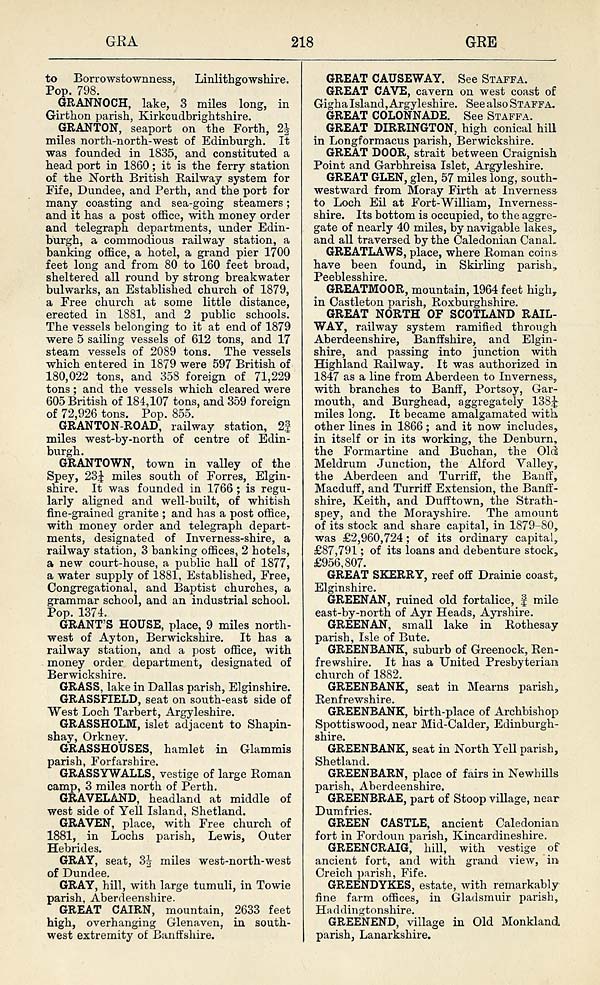 GRA 218 GRE
to Borrowstownness, Linlithgowshire.
Pop. 798.
GRANNOCH, lake, 3 miles long, in
Girthon parish, Kirkcudbrightshire.
GRANTON, seaport on the Forth, 2½
miles north-north-west of Edinburgh. It
was founded in 1835, and constituted a
head port in 1860; it is the ferry station
of the North British Railway system for
Fife, Dundee, and Perth, and the port for
many coasting and sea-going steamers;
and it has a post office, with money order
and telegraph departments, under Edin-
burgh, a commodious railway station, a
banking office, a hotel, a grand pier 1700
feet long and from 80 to 160 feet broad,
sheltered all round by strong breakwater
bulwarks, an Established church of 1879,
a Free church at some little distance,
erected in 1881, and 2 public schools.
The vessels belonging to it at end of 1879
were 5 sailing vessels of 612 tons, and 17
steam vessels of 2089 tons. The vessels
which entered in 1879 were 597 British of
180,022 tons, and 358 foreign of 71,229
tons; and the vessels which cleared were
605 British of 184,107 tons, and 359 foreign
of 72,926 tons. Pop. 855.
GRANTON-ROAD, railway station, 2¾
miles west-by-north of centre of Edin-
burgh.
GRANTOWN, town in valley of the
Spey, 23¼ miles south of Forres, Elgin-
shire. It was founded in 1766; is regu-
larly aligned and well-built, of whitish
fine-grained granite; and has a post office,
with money order and telegraph depart-
ments, designated of Inverness-shire, a
railway station, 3 banking offices, 2 hotels,
a new court-house, a public hall of 1877,
a water supply of 1881, Established, Free,
Congregational, and Baptist churches, a
grammar school, and an industrial school.
Pop. 1374.
GRANT'S HOUSE, place, 9 miles north-
west of Ayton, Berwickshire. It has a
railway station, and a post office, with
money order department, designated of
Berwickshire.
GRASS, lake in Dallas parish, Elginshire.
GRASSFIELD, seat on south-east side of
West Loch Tarbert, Argyleshire.
GRASSHOLM, islet adjacent to Shapin-
shay, Orkney.
GRASSHOUSES, hamlet in Glammis
parish, Forfarshire.
GRASSYWALLS, vestige of large Roman
camp, 3 miles north of Perth.
GRAVELAND, headland at middle of
west side of Yell Island, Shetland.
GRAVEN, place, with Free church of
1881, in Lochs parish, Lewis, Outer
Hebrides.
GRAY, seat, 3½ miles west-north-west
of Dundee.
GRAY, hill, with large tumuli, in Towie
parish, Aberdeenshire.
GREAT CAIRN, mountain, 2633 feet
high, overhanging Glenaven, in south-
west extremity of Banffshire.
GREAT CAUSEWAY. See STAFFA.
GREAT CAVE, cavern on west coast of
Gigha Island, Argyleshire. See also STAFFA.
GREAT COLONNADE. See STAFFA.
GREAT DIRRINGTON, high conical hill
in Longformacus parish, Berwickshire.
GREAT DOOR, strait between Craignish
Point and Garbhreisa Islet, Argyleshire.
GREAT GLEN, glen, 57 miles long, south-
westward from Moray Firth at Inverness
to Loch Eil at Fort-William, Inverness-
shire. Its bottom is occupied, to the aggre-
gate of nearly 40 miles, by navigable lakes,
and all traversed by the Caledonian Canal.
GREATLAWS, place, where Roman coins
have been found, in Skirling parish,
Peeblesshire.
GREATMOOR, mountain, 1964 feet high,
in Castleton parish, Roxburghshire.
GREAT NORTH OF SCOTLAND RAIL-
WAY, railway system ramified through
Aberdeenshire, Banffshire, and Elgin-
shire, and passing into junction with
Highland Railway. It was authorized in
1847 as a line from Aberdeen to Inverness,
with branches to Banff, Portsoy, Gar-
mouth, and Burghead, aggregately 138¼
miles long. It became amalgamated with
other lines in 1866; and it now includes,
in itself or in its working, the Denburn,
the Formartine and Buchan, the Old
Meldrum Junction, the Alford Valley,
the Aberdeen and Turriff, the Banff,
Macduff, and Turriff Extension, the Banff-
shire, Keith, and Dufftown, the Strath-
spey, and the Morayshire. The amount
of its stock and share capital, in 1879-80,
was £2,960,724; of its ordinary capital,
£87,791; of its loans and debenture stock,
£956,807.
GREAT SKERRY, reef off Drainie coast,
Elginshire.
GREENAN, ruined old fortalice, ¾ mile
east-by-north of Ayr Heads, Ayrshire.
GREENAN, small lake in Rothesay
parish, Isle of Bute.
GREENBANK, suburb of Greenock, Ren-
frewshire. It has a United Presbyterian
church of 1882.
GREENBANK, seat in Mearns parish,
Renfrewshire.
GREENBANK, birth-place of Archbishop
Spottiswood, near Mid-Calder, Edinburgh-
shire.
GREENBANK, seat in North Yell parish,
Shetland.
GREENBARN, place of fairs in Newhills
parish, Aberdeenshire.
GREENBRAE, part of Stoop village, near
Dumfries.
GREEN CASTLE, ancient Caledonian
fort in Fordoun parish, Kincardineshire.
GREENCRAIG, hill, with vestige of
ancient fort, and with grand view, in
Creich parish, Fife.
GREENDYKES, estate, with remarkably
fine farm offices, in Gladsmuir parish,
Haddingtonshire.
GREENEND, village in Old Monkland
parish, Lanarkshire.